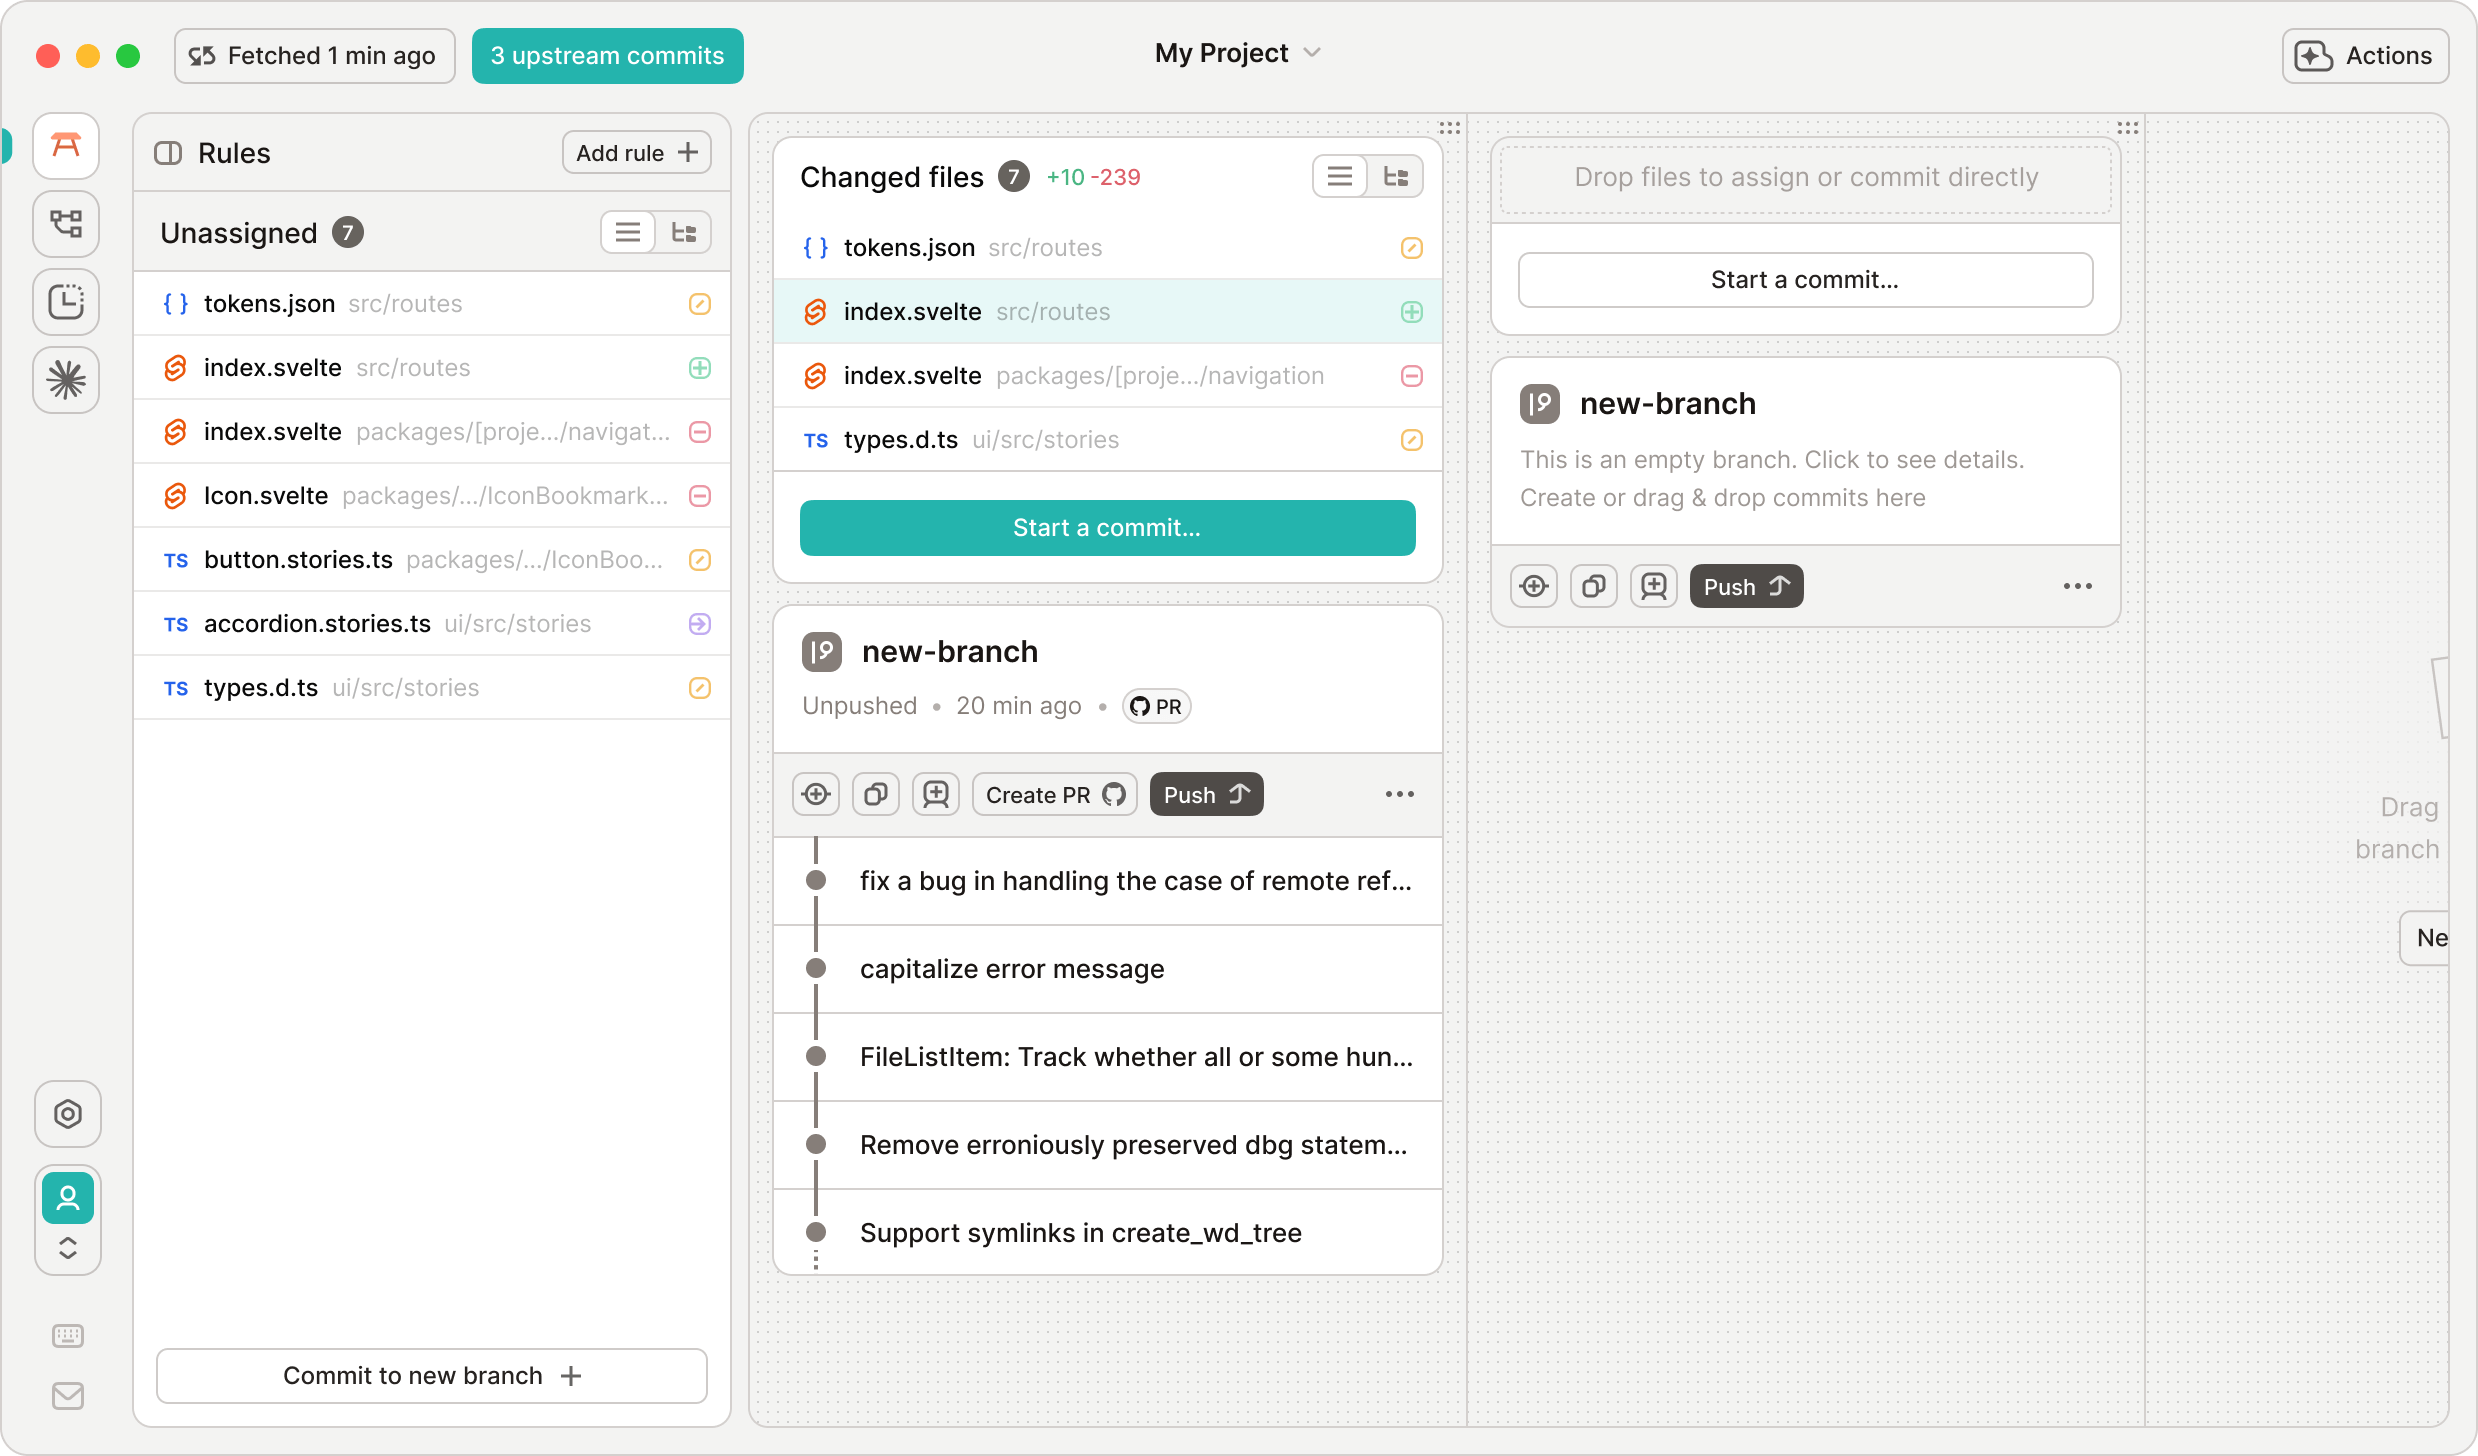 Fetched 1 min ago
3 upstream commits
My Project
Actions
Rules
Add rule
Unassigned 7
{ } tokens.json src/routes
index.svelte src/routes
index.svelte packages/[proje.../navigat...
Icon.svelte packages/.../IconBookmark...
TS button.stories.ts packages/.../IconBoo...
TS accordion.stories.ts ui/src/stories
TS types.d.ts ui/src/stories
Commit to new branch
Changed files 7 +10 -239
{ } tokens.json src/routes
index.svelte src/routes
index.svelte packages/[proje.../navigation
TS types.d.ts ui/src/stories
Start a commit...
new-branch
Unpushed • 20 min ago • PR
Create PR
Push
fix a bug in handling the case of remote ref...
capitalize error message
FileListItem: Track whether all or some hun...
Remove erroniously preserved dbg statem...
Support symlinks in create_wd_tree
Drop files to assign or commit directly
Start a commit...
new-branch
This is an empty branch. Click to see details.
Create or drag & drop commits here
Push
Drag
branch
Ne